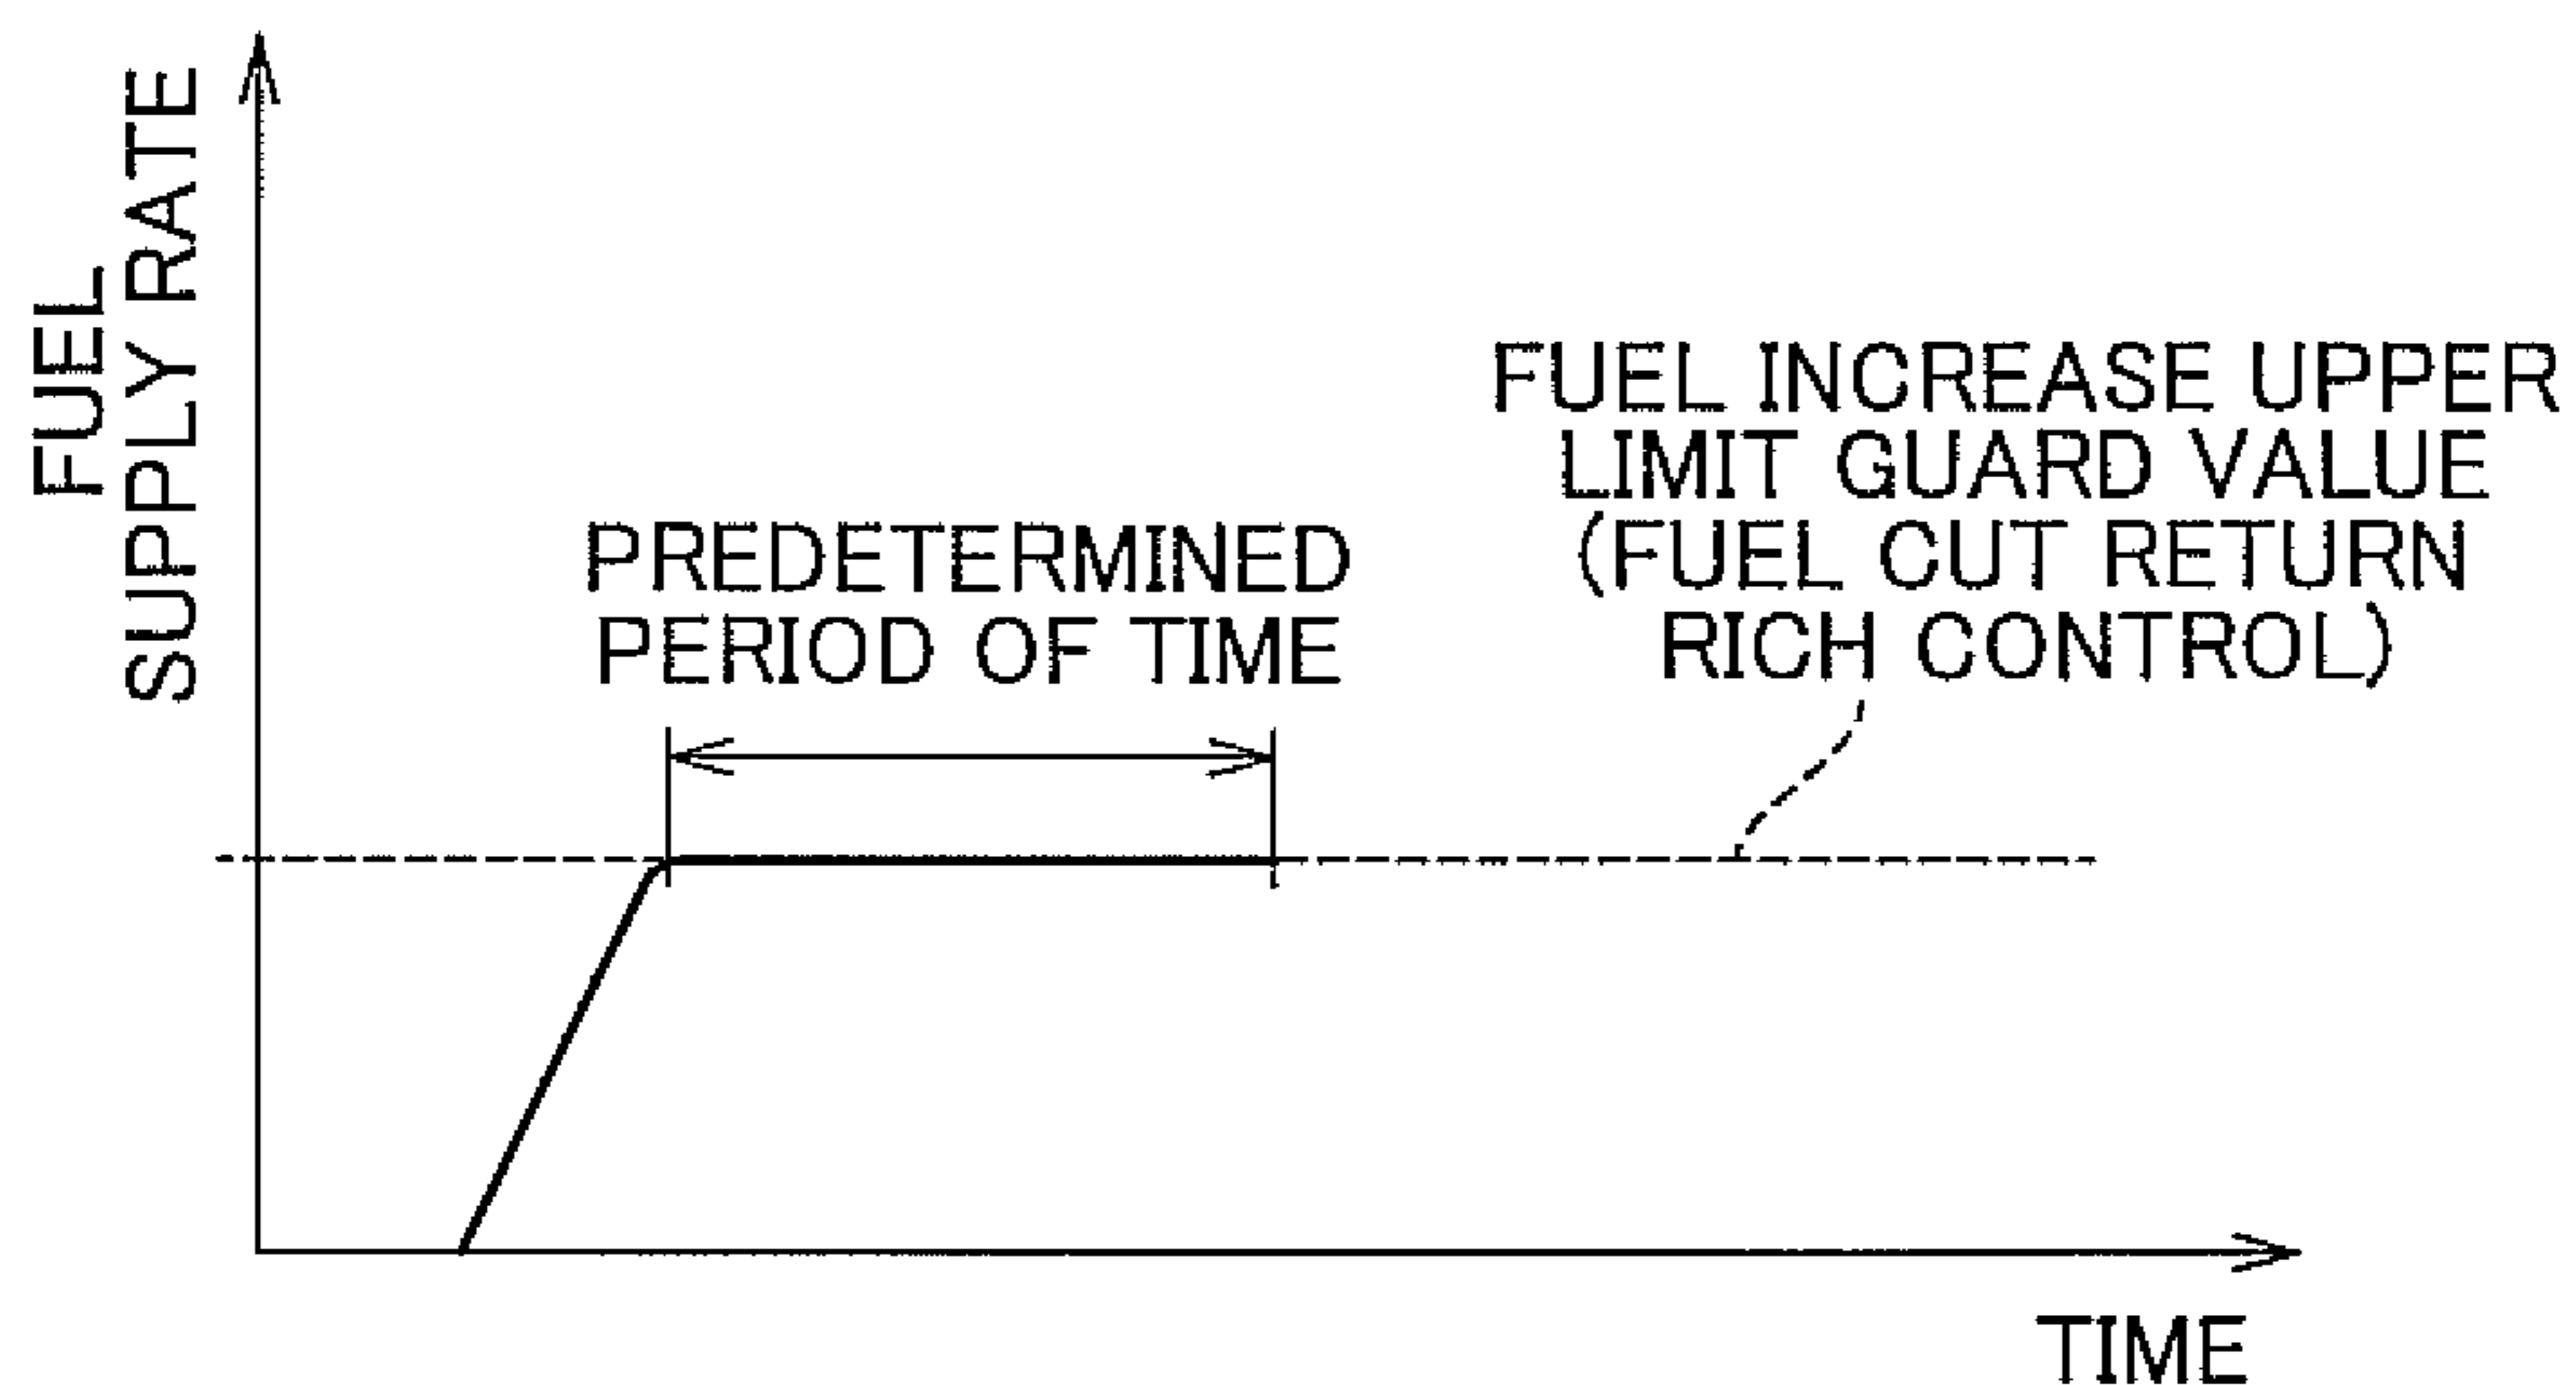 FUEL
SUPPLY RATE
PREDETERMINED
PERIOD OF TIME
FUEL INCREASE UPPER
LIMIT GUARD VALUE
(FUEL CUT RETURN
RICH CONTROL)
TIME